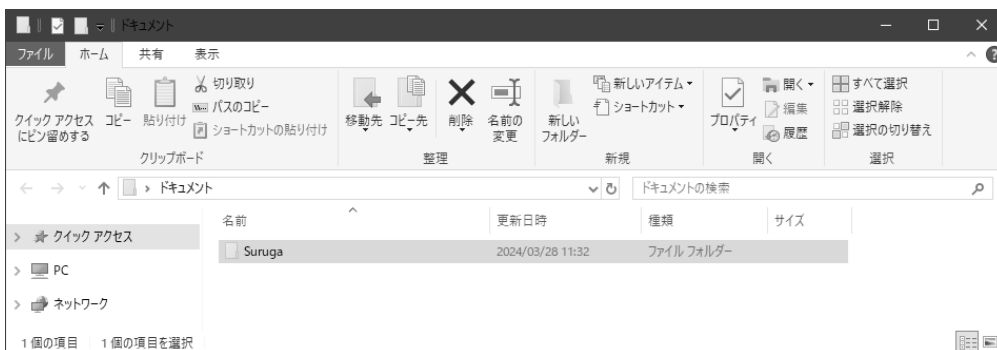 ドキュメント
ファイル ホーム 共有 表示
クイック アクセス
にピン留めする
コピー
貼り付け
切り取り
パスのコピー
ショートカットの貼り付け
クリップボード
移動先
コピー先
削除
名前の
変更
整理
新しい
フォルダー
新しいアイテム
ショートカット
新規
プロパティ
開く
編集
履歴
開く
すべて選択
選択解除
選択の切り替え
選択
ドキュメント
ドキュメントの検索
クイック アクセス
PC
ネットワーク
名前 更新日時 種類 サイズ
Suruga 2024/03/28 11:32 ファイル フォルダー
1 個の項目 1 個の項目を選択